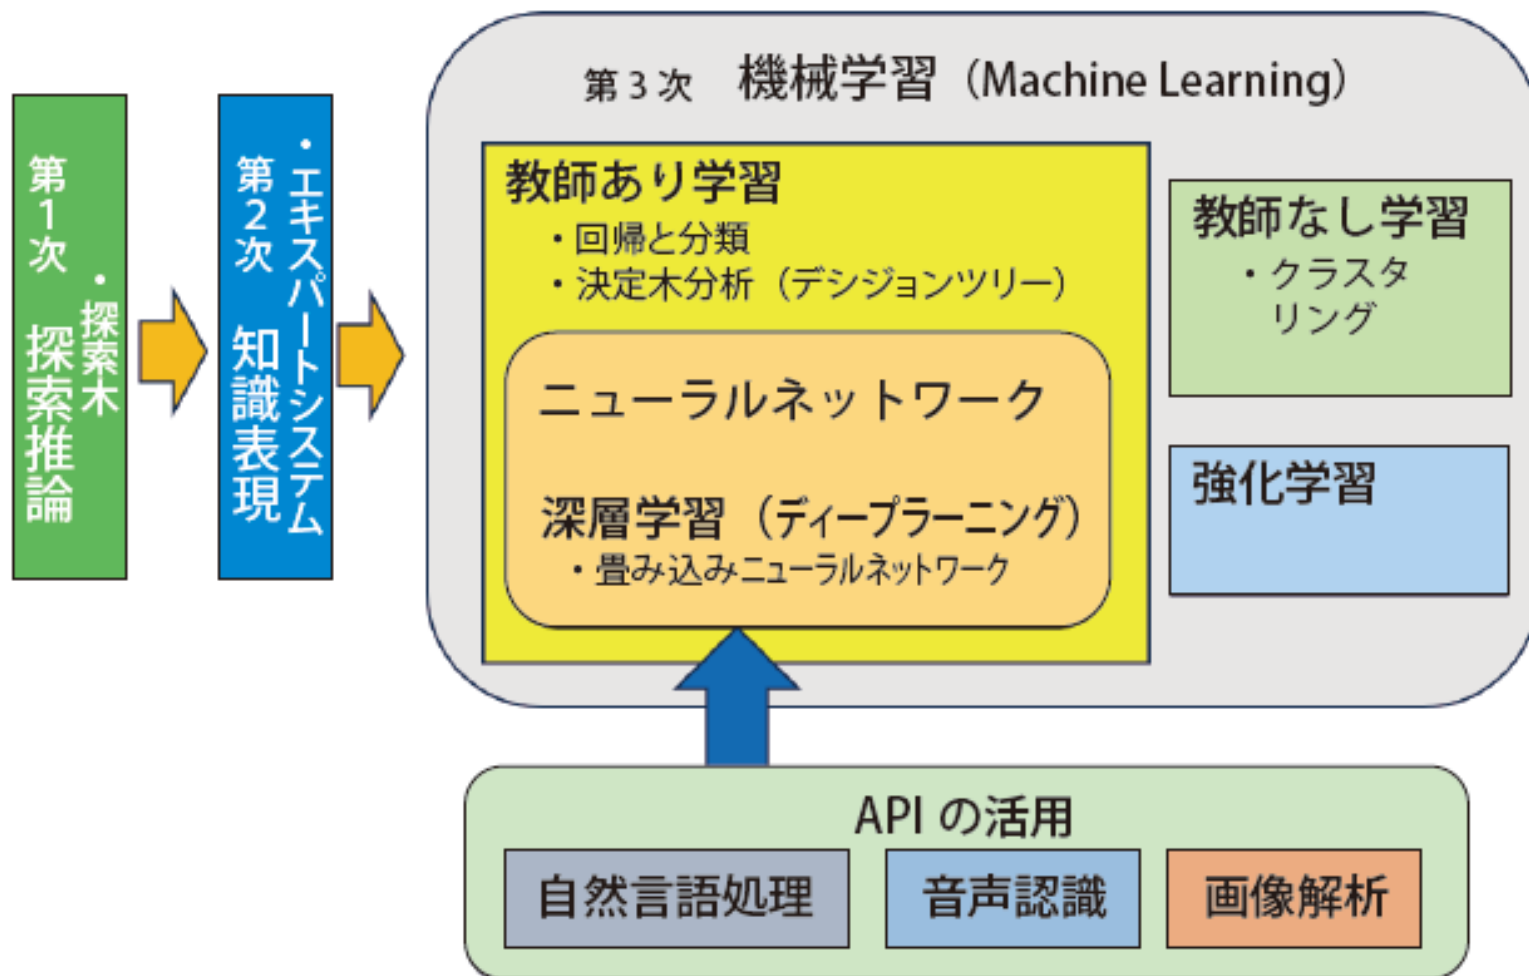 第1次 探索推論
・探索木
第2次 知識表現
・エキスパートシステム
第3次 機械学習（Machine Learning）
教師あり学習
・回帰と分類
・決定木分析（デシジョンツリー）
ニューラルネットワーク
深層学習（ディープラーニング）
・畳み込みニューラルネットワーク
教師なし学習
・クラスタ
リング
強化学習
APIの活用
自然言語処理
音声認識
画像解析